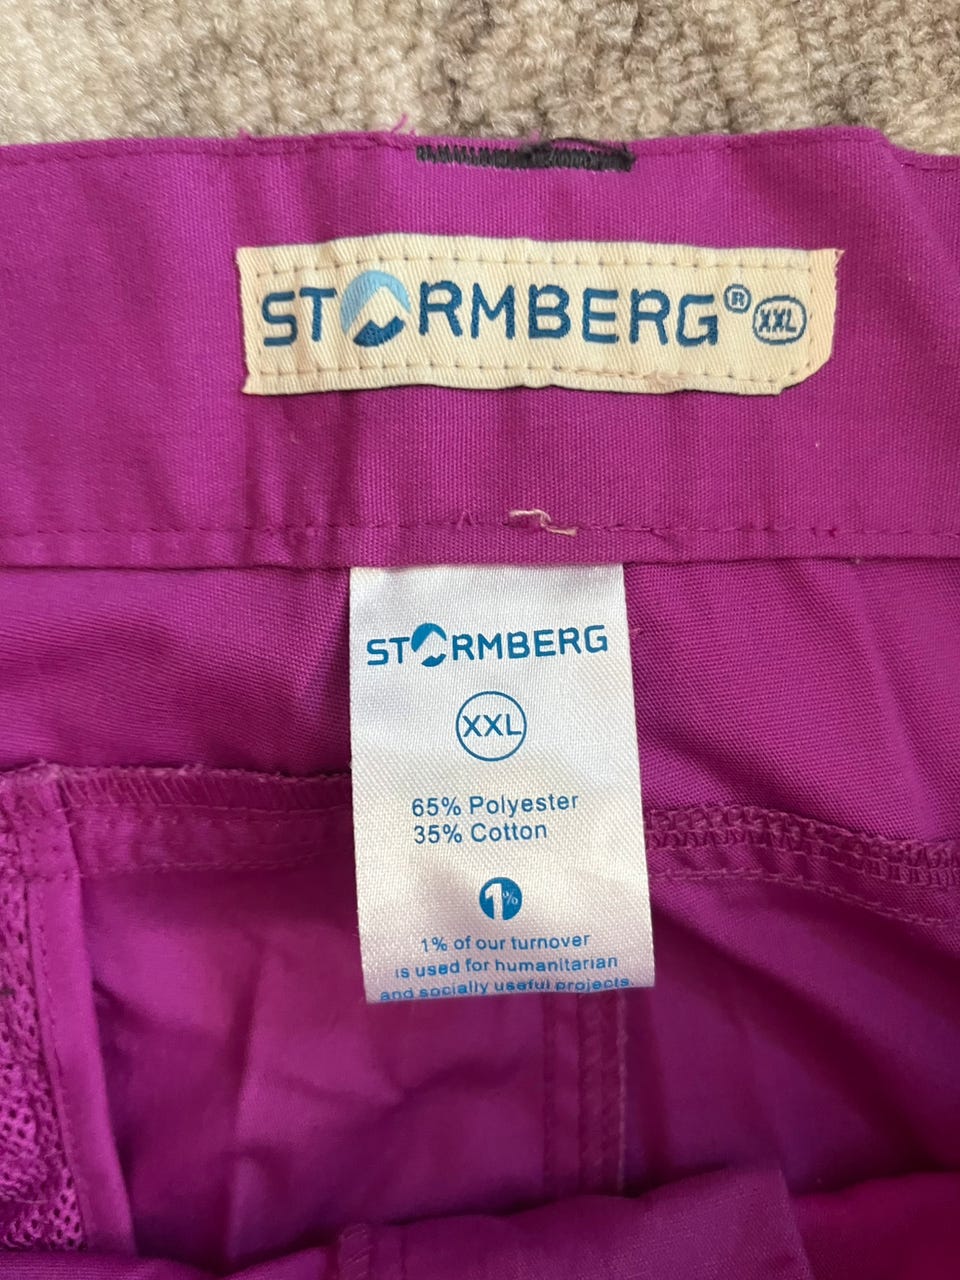 STORMBERG® XXL
STORMBERG
XXL
65% Polyester
35% Cotton
1%
1% of our turnover
is used for humanitarian
and socially useful projects.